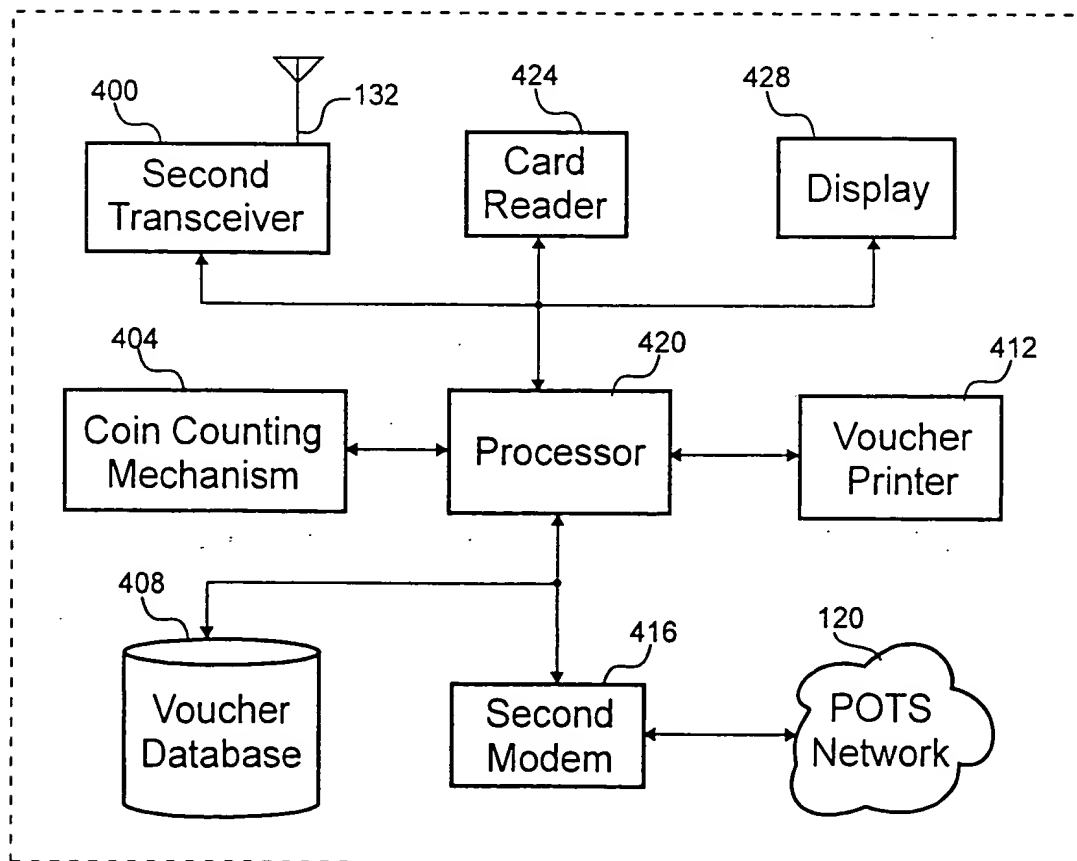 400
132
424
428
Second
Transceiver
Card
Reader
Display
404
420
412
Coin Counting
Mechanism
Processor
Voucher
Printer
408
416
120
Voucher
Database
Second
Modem
POTS
Network